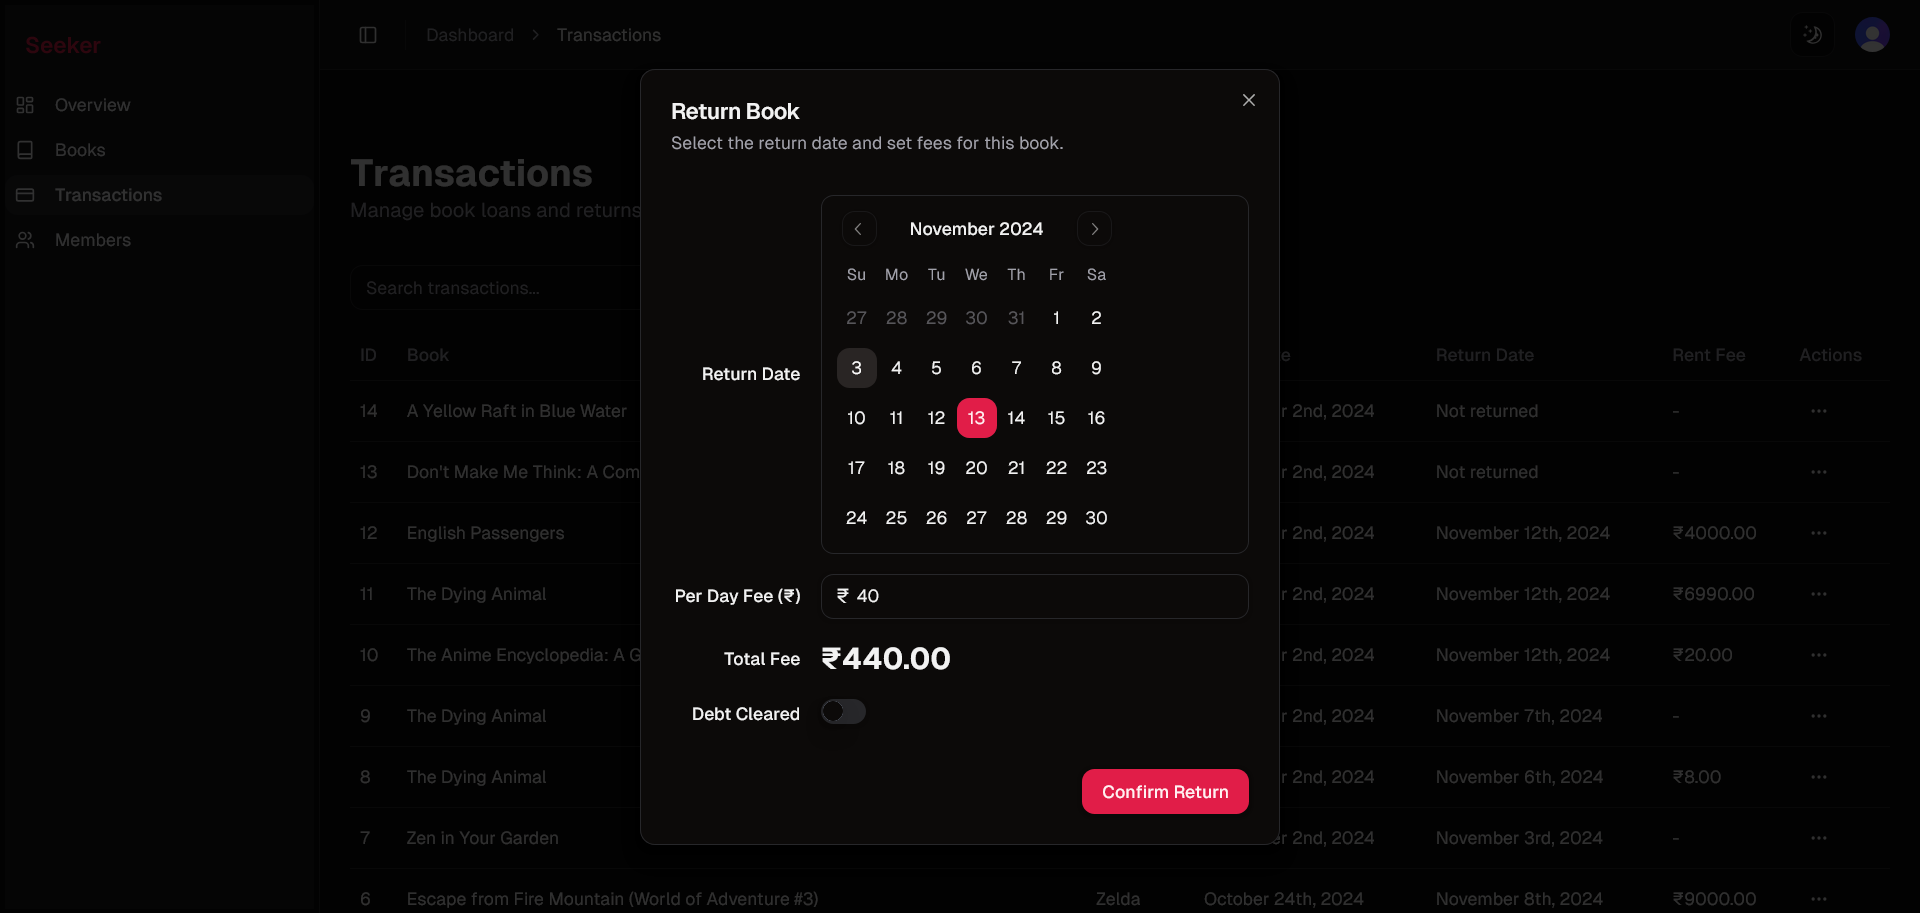 Seeker
Dashboard > Transactions
Overview
Books
Transactions
Members
Transactions
Manage book loans and returns
Search transactions...
ID Book Return Date Rent Fee Actions
14 A Yellow Raft in Blue Water 2nd, 2024 Not returned - ···
13 Don't Make Me Think: A Com 2nd, 2024 Not returned - ···
12 English Passengers 2nd, 2024 November 12th, 2024 ₹4000.00 ···
11 The Dying Animal 2nd, 2024 November 12th, 2024 ₹6990.00 ···
10 The Anime Encyclopedia: A G 2nd, 2024 November 12th, 2024 ₹20.00 ···
9 The Dying Animal 2nd, 2024 November 7th, 2024 - ···
8 The Dying Animal 2nd, 2024 November 6th, 2024 ₹8.00 ···
7 Zen in Your Garden 2nd, 2024 November 3rd, 2024 - ···
6 Escape from Fire Mountain (World of Adventure #3) Zelda October 24th, 2024 November 8th, 2024 ₹9000.00 ···
Return Book
Select the return date and set fees for this book.
Return Date
November 2024
Su Mo Tu We Th Fr Sa
27 28 29 30 31 1 2
3 4 5 6 7 8 9
10 11 12 13 14 15 16
17 18 19 20 21 22 23
24 25 26 27 28 29 30
Per Day Fee (₹) ₹ 40
Total Fee ₹440.00
Debt Cleared
Confirm Return